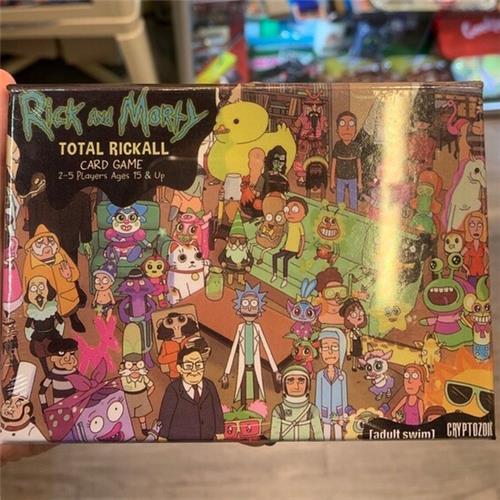 Rick and Morty
TOTAL RICKALL
CARD GAME
2-5 Players Ages 15 & Up
[adult swim]
CRYPTOZOIC